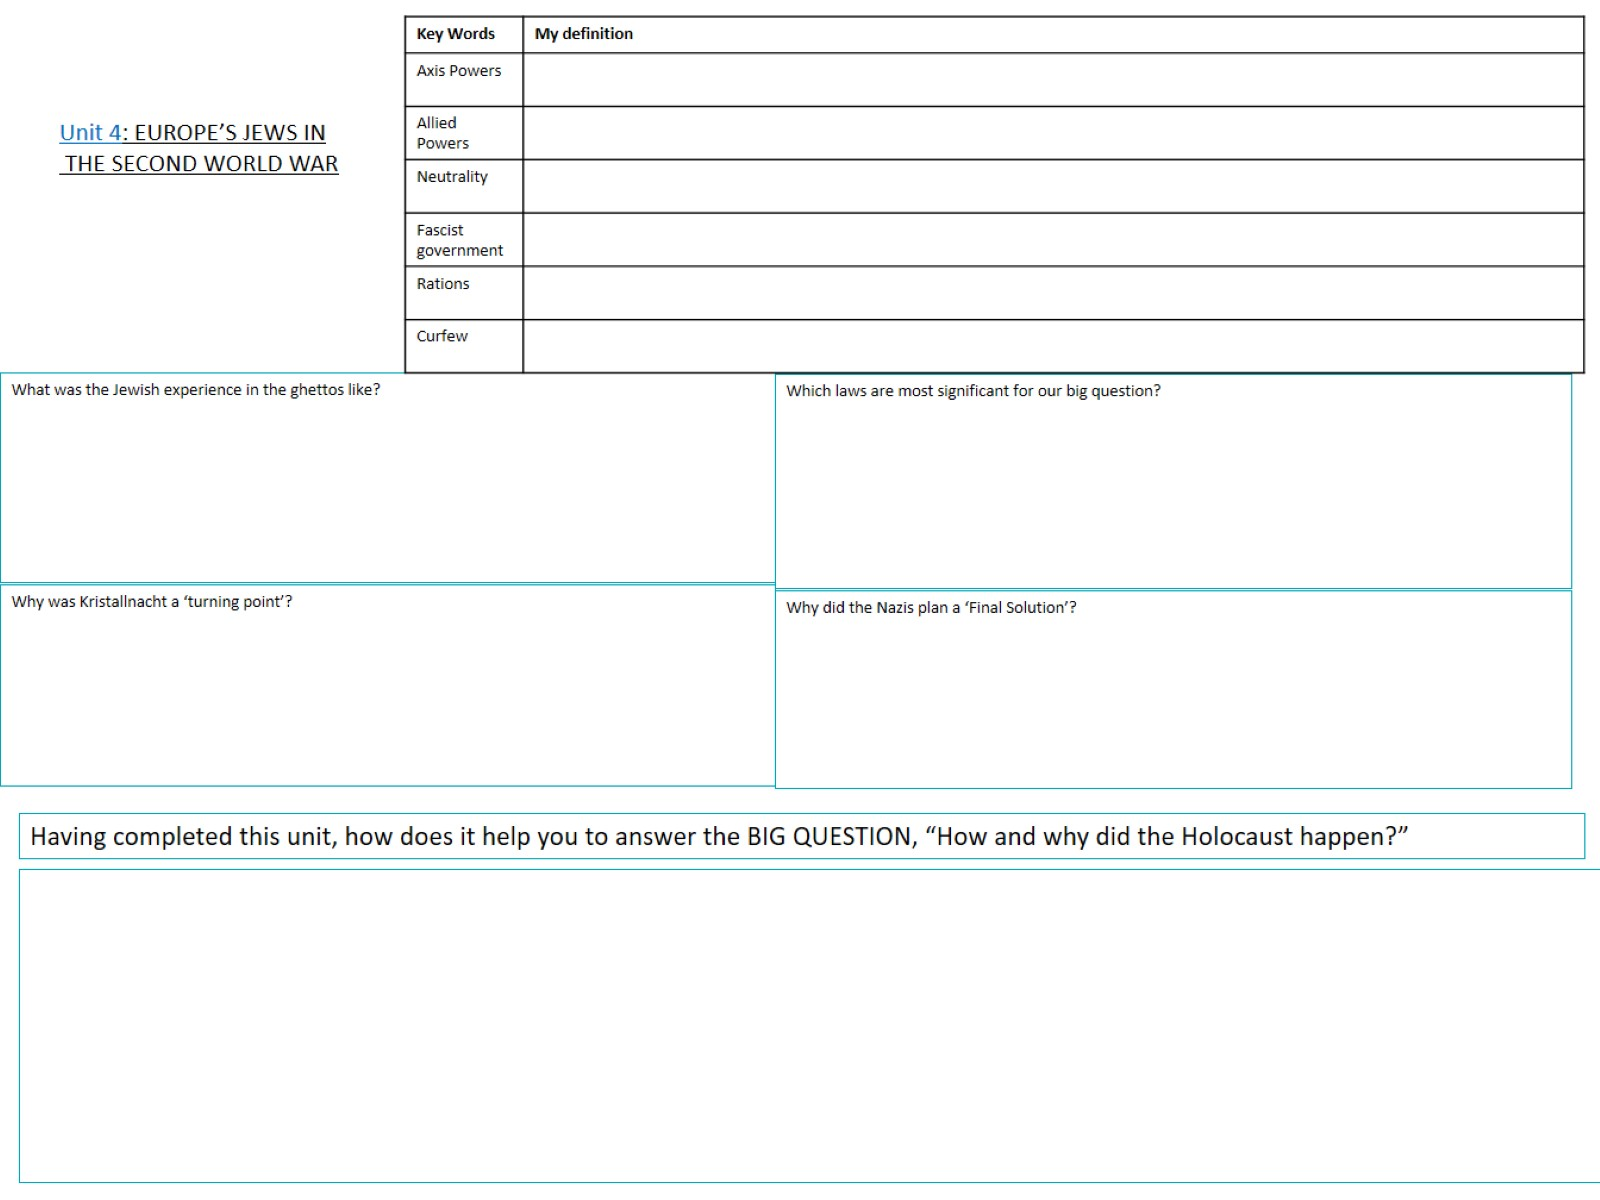 Unit 4: EUROPE’S JEWS IN
THE SECOND WORLD WAR
Key Words
My definition
Axis Powers
Allied
Powers
Neutrality
Fascist
government
Rations
Curfew
What was the Jewish experience in the ghettos like?
Which laws are most significant for our big question?
Why was Kristallnacht a ‘turning point’?
Why did the Nazis plan a ‘Final Solution’?
Having completed this unit, how does it help you to answer the BIG QUESTION, “How and why did the Holocaust happen?”